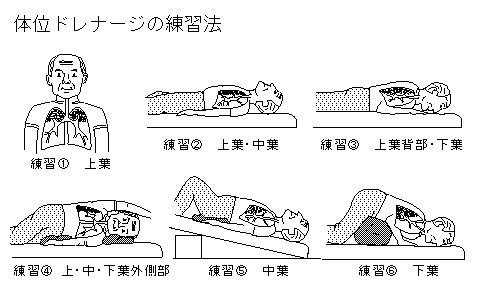 体位ドレナージの練習法
練習① 上葉
練習② 上葉・中葉
練習③ 上葉背部・下葉
練習④ 上・中・下葉外側部
練習⑤ 中葉
練習⑥ 下葉